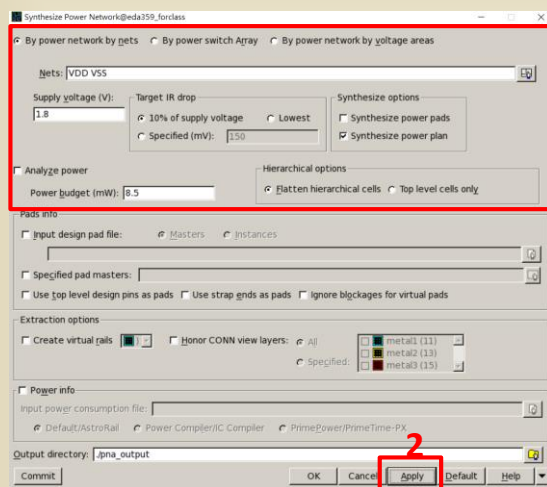 Synthesize Power Network@eda359_forclass
By power network by nets By power switch Array By power network by voltage areas
Nets: VDD VSS
Supply voltage (V): Target IR drop Synthesize options
1.8 10% of supply voltage Lowest Synthesize power pads
Specified (mV): 150 Synthesize power plan
Analyze power Hierarchical options
Power budget (mW): 8.5 Flatten hierarchical cells Top level cells only
Pads info
Input design pad file: Masters Instances
Specified pad masters:
Use top level design pins as pads Use strap ends as pads Ignore blockages for virtual pads
Extraction options
Create virtual rails Honor CONN view layers: All metal1 (11)
metal2 (13)
Specified: metal3 (15)
Power info
Input power consumption file:
Default/AstroRail Power Compiler/IC Compiler PrimePower/PrimeTime-PX
Output directory: ./pna_output
2
Commit OK Cancel Apply Default Help